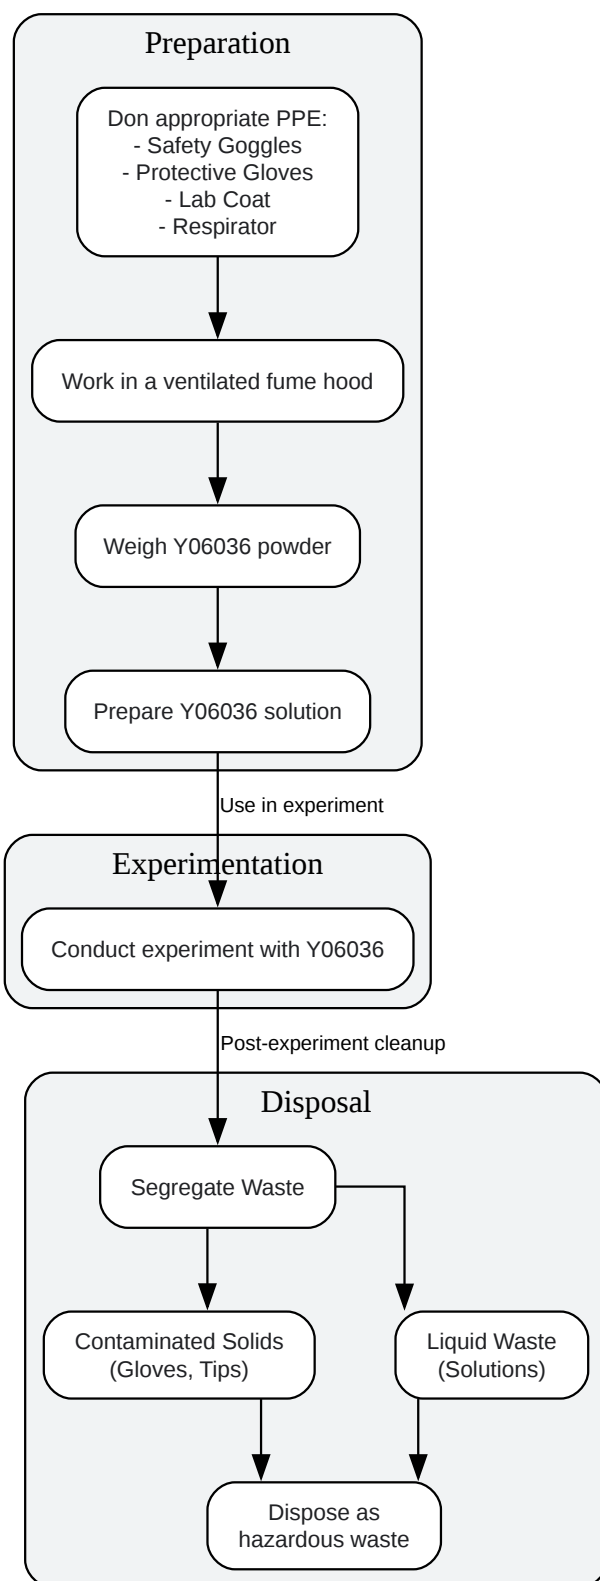 Preparation
Don appropriate PPE:
- Safety Goggles
- Protective Gloves
- Lab Coat
- Respirator
Work in a ventilated fume hood
Weigh Y06036 powder
Prepare Y06036 solution
Use in experiment
Experimentation
Conduct experiment with Y06036
Post-experiment cleanup
Disposal
Segregate Waste
Contaminated Solids
(Gloves, Tips)
Liquid Waste
(Solutions)
Dispose as
hazardous waste